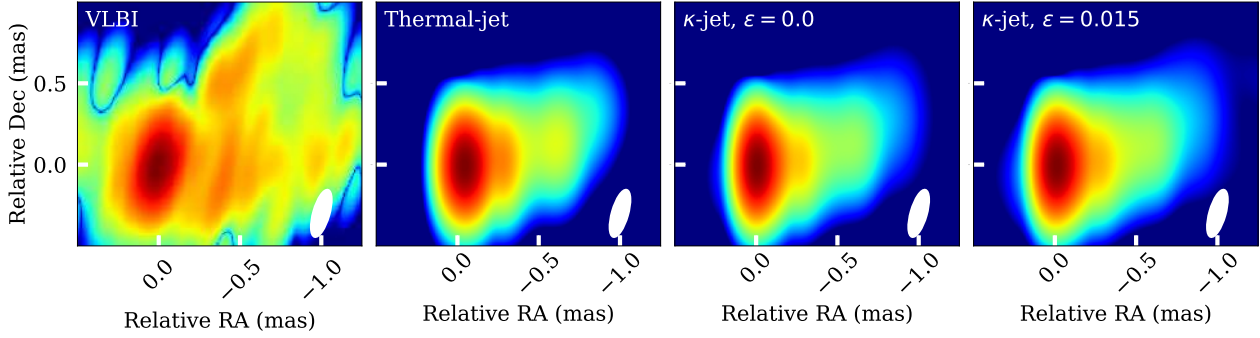 VLBI
Thermal-jet
κ-jet, ε = 0.0
κ-jet, ε = 0.015
Relative Dec (mas)
0.5
0.0
0.0
−0.5
−1.0
0.0
−0.5
−1.0
0.0
−0.5
−1.0
0.0
−0.5
−1.0
Relative RA (mas)
Relative RA (mas)
Relative RA (mas)
Relative RA (mas)